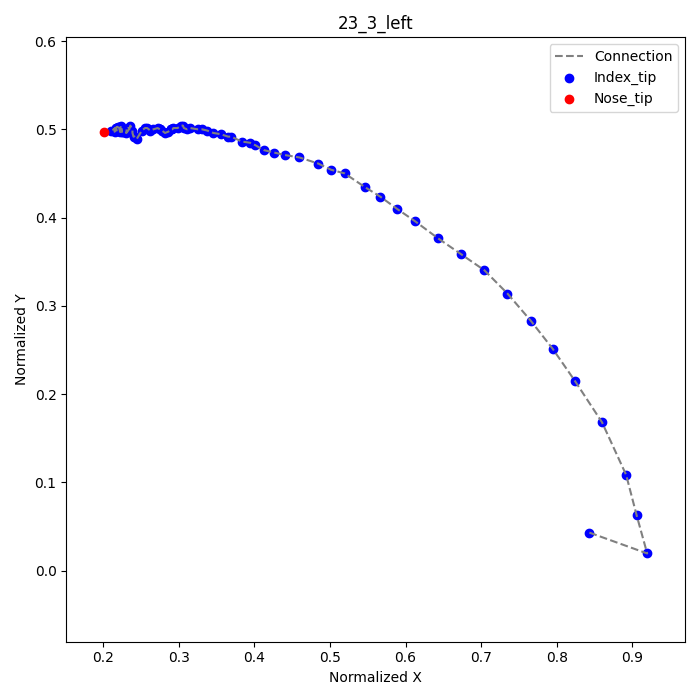 23_3_left
Connection
Index_tip
Nose_tip
0.6
0.5
0.4
0.3
0.2
0.1
0.0
Normalized Y
0.2 0.3 0.4 0.5 0.6 0.7 0.8 0.9
Normalized X